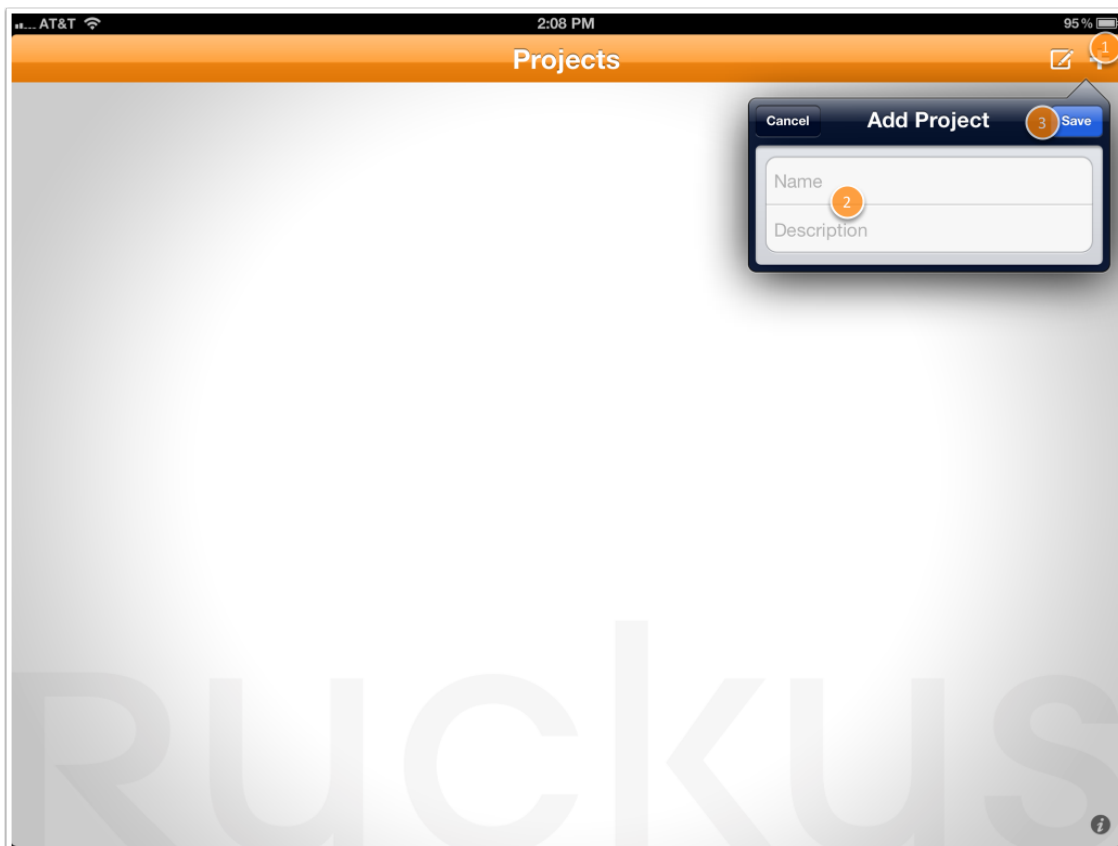 AT&T 2:08 PM 95%
Projects
1
Cancel Add Project 3 Save
Name
2
Description
Ruckus
i